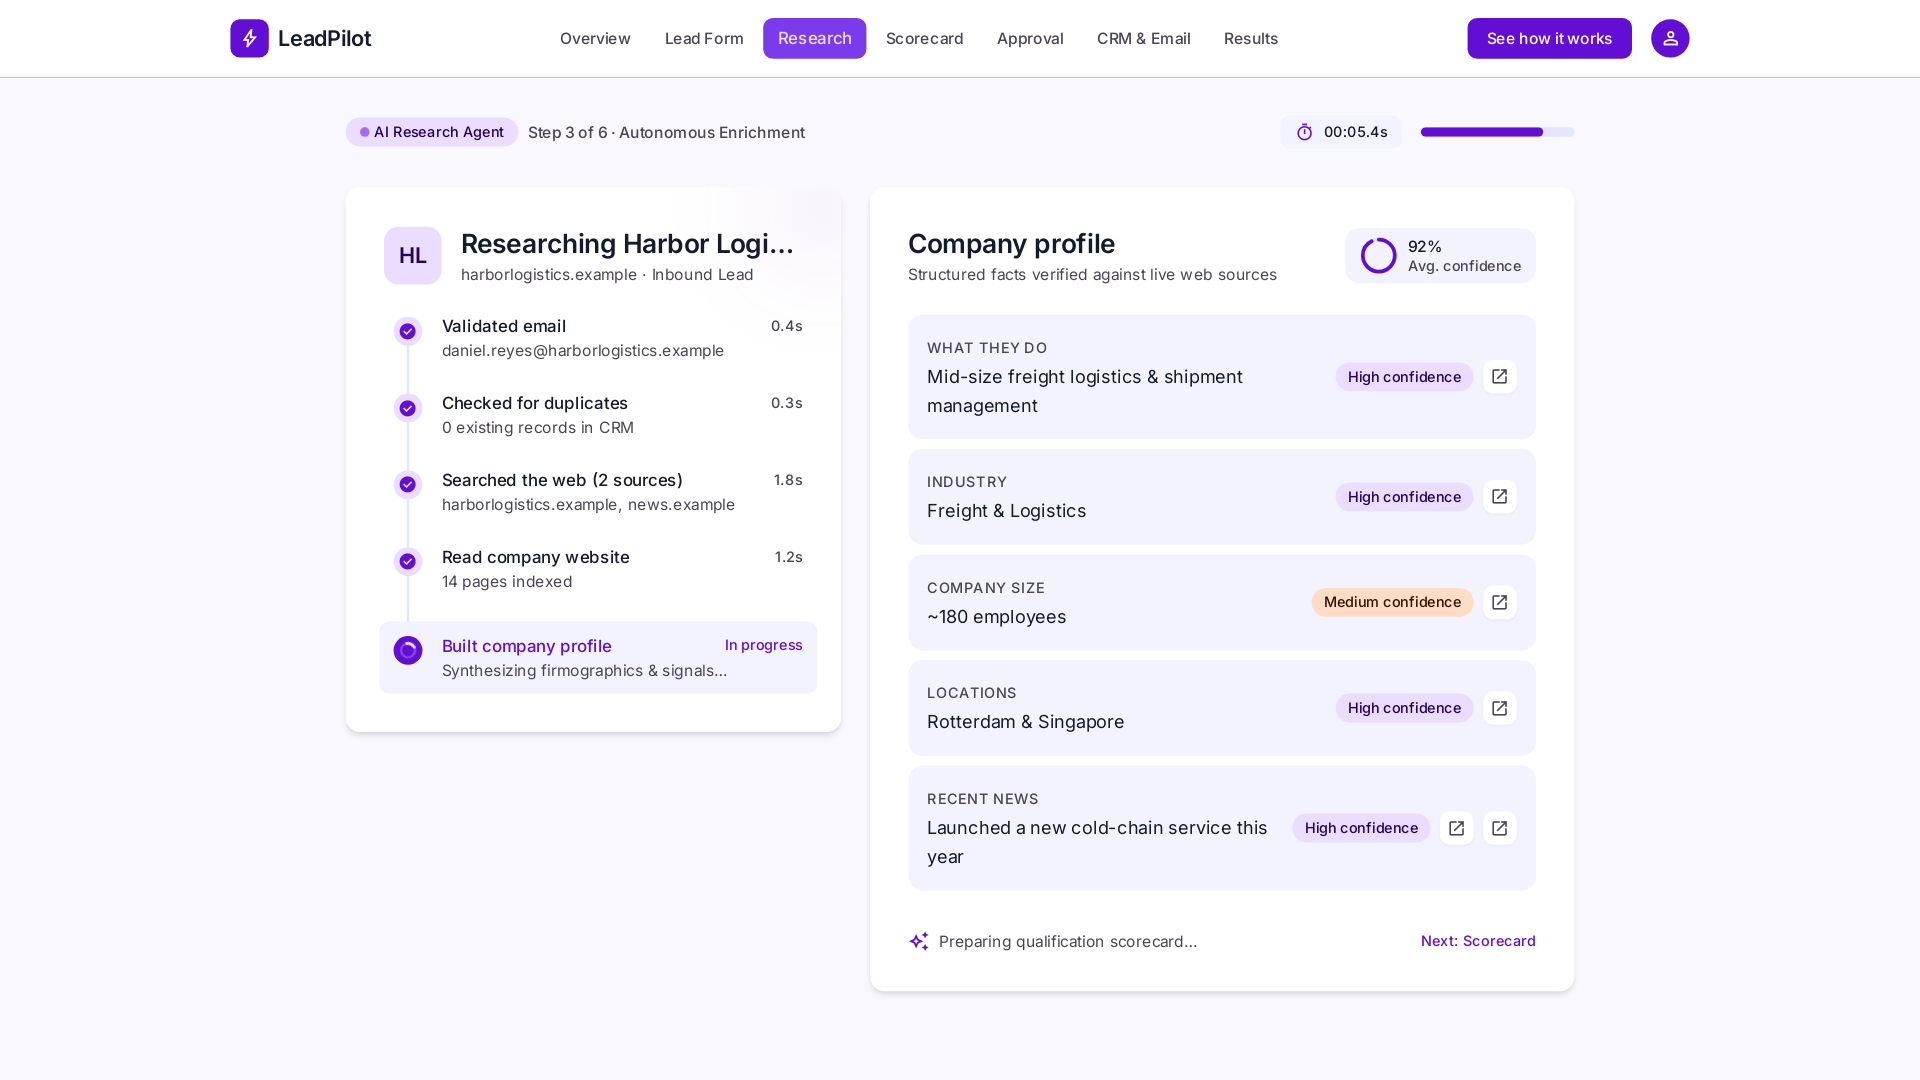 LeadPilot
Overview
Lead Form
Research
Scorecard
Approval
CRM & Email
Results
See how it works
AI Research Agent
Step 3 of 6 · Autonomous Enrichment
00:05.4s
HL
Researching Harbor Logi...
harborlogistics.example · Inbound Lead
Validated email
0.4s
daniel.reyes@harborlogistics.example
Checked for duplicates
0.3s
0 existing records in CRM
Searched the web (2 sources)
1.8s
harborlogistics.example, news.example
Read company website
1.2s
14 pages indexed
Built company profile
In progress
Synthesizing firmographics & signals...
Company profile
Structured facts verified against live web sources
92%
Avg. confidence
WHAT THEY DO
Mid-size freight logistics & shipment
management
High confidence
INDUSTRY
Freight & Logistics
High confidence
COMPANY SIZE
~180 employees
Medium confidence
LOCATIONS
Rotterdam & Singapore
High confidence
RECENT NEWS
Launched a new cold-chain service this
year
High confidence
Preparing qualification scorecard...
Next: Scorecard